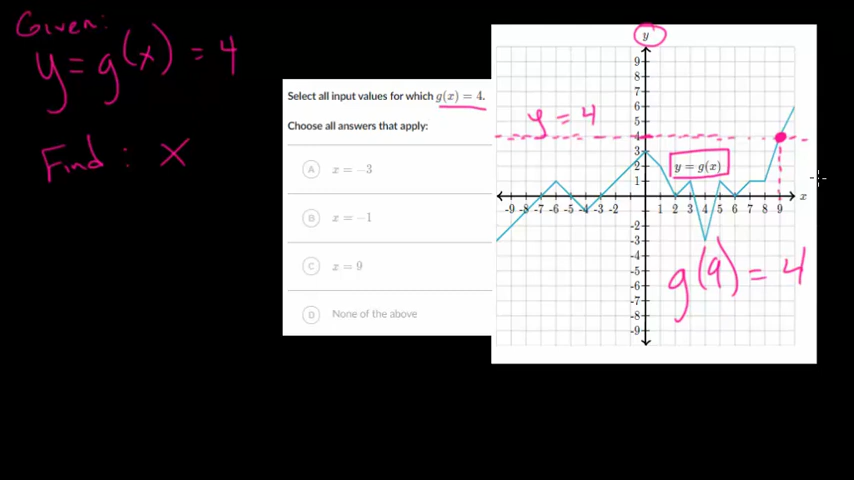 Given:
y = g(x) = 4
Find : x
Select all input values for which g(x) = 4.
Choose all answers that apply:
A x = −3
B x = −1
C x = 9
D None of the above
y
9
8
7
6
5
4
3
2
1
y = 4
y = g(x)
x
-9 -8 -7 -6 -5 -4 -3 -2 1 2 3 4 5 6 7 8 9
-2
-3
-4
-5
-6
-7
-8
-9
g(9) = 4